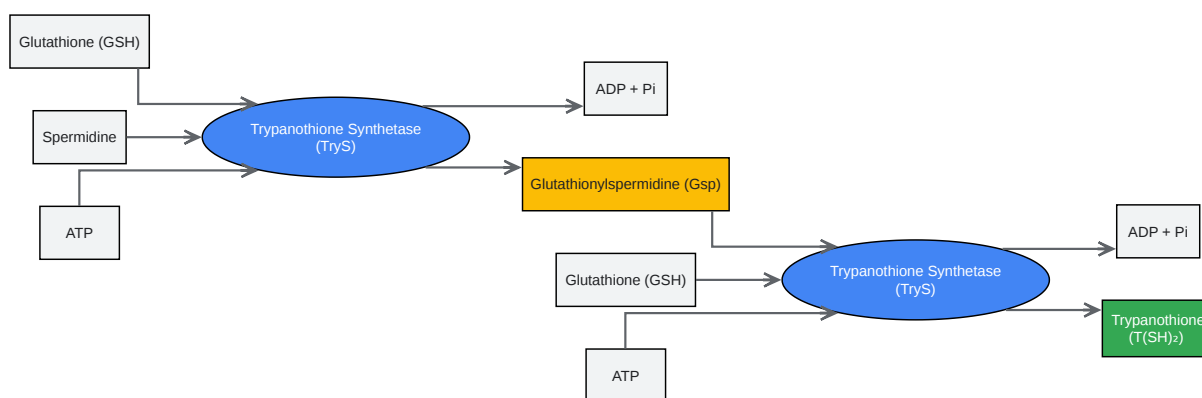 Glutathione (GSH)
Spermidine
ATP
Trypanothione Synthetase
(TryS)
ADP + Pi
Glutathionylspermidine (Gsp)
Glutathione (GSH)
ATP
Trypanothione Synthetase
(TryS)
ADP + Pi
Trypanothione
(T(SH)₂)